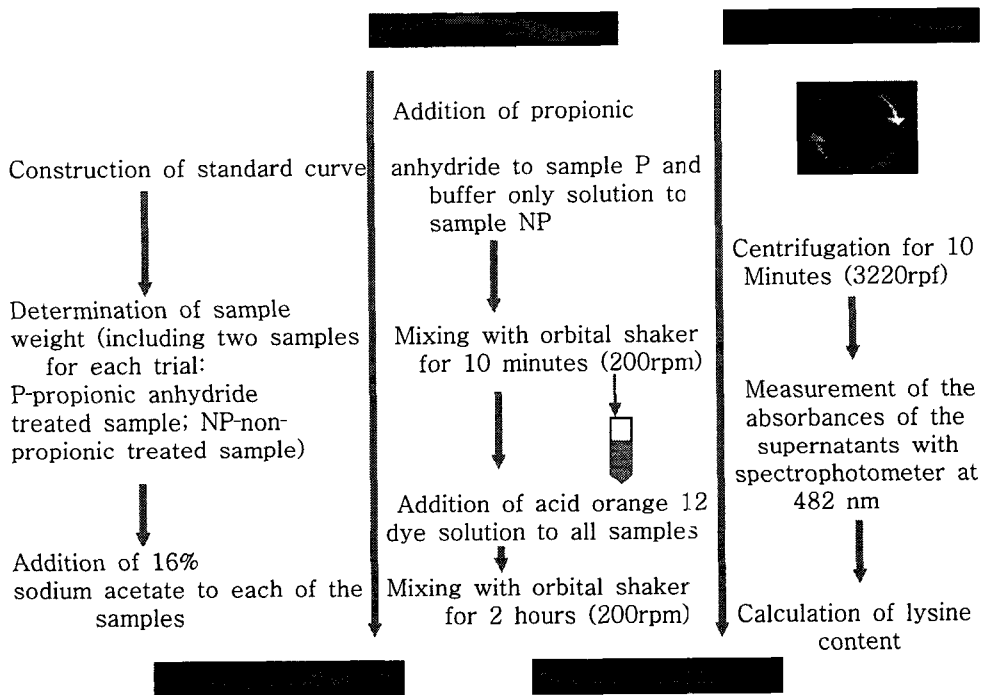 Construction of standard curve
Determination of sample
weight (including two samples
for each trial:
P-propionic anhydride
treated sample; NP-non-
propionic treated sample)
Addition of 16%
sodium acetate to each of the
samples
Addition of propionic
anhydride to sample P and
buffer only solution to
sample NP
Mixing with orbital shaker
for 10 minutes (200rpm)
Addition of acid orange 12
dye solution to all samples
Mixing with orbital shaker
for 2 hours (200rpm)
Centrifugation for 10
Minutes (3220rpf)
Measurement of the
absorbances of the
supernatants with
spectrophotometer at
482 nm
Calculation of lysine
content